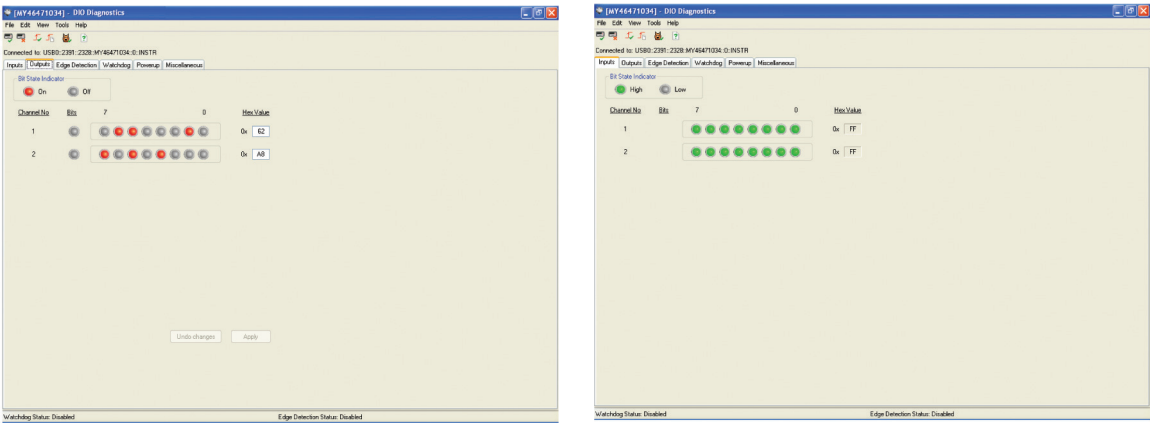 [MY46471034] - DIO Diagnostics
File Edit View Tools Help
Connected to: USB0::2391::2328::MY46471034::0::INSTR
Inputs Outputs Edge Detection Watchdog Powerup Miscellaneous
Bit State Indicator
On Off
Channel No Bits 7 0 Hex Value
1 0x 62
2 0x A8
Undo changes Apply
Watchdog Status: Disabled Edge Detection Status: Disabled
[MY46471034] - DIO Diagnostics
File Edit View Tools Help
Connected to: USB0::2391::2328::MY46471034::0::INSTR
Inputs Outputs Edge Detection Watchdog Powerup Miscellaneous
Bit State Indicator
High Low
Channel No Bits 7 0 Hex Value
1 0x FF
2 0x FF
Watchdog Status: Disabled Edge Detection Status: Disabled